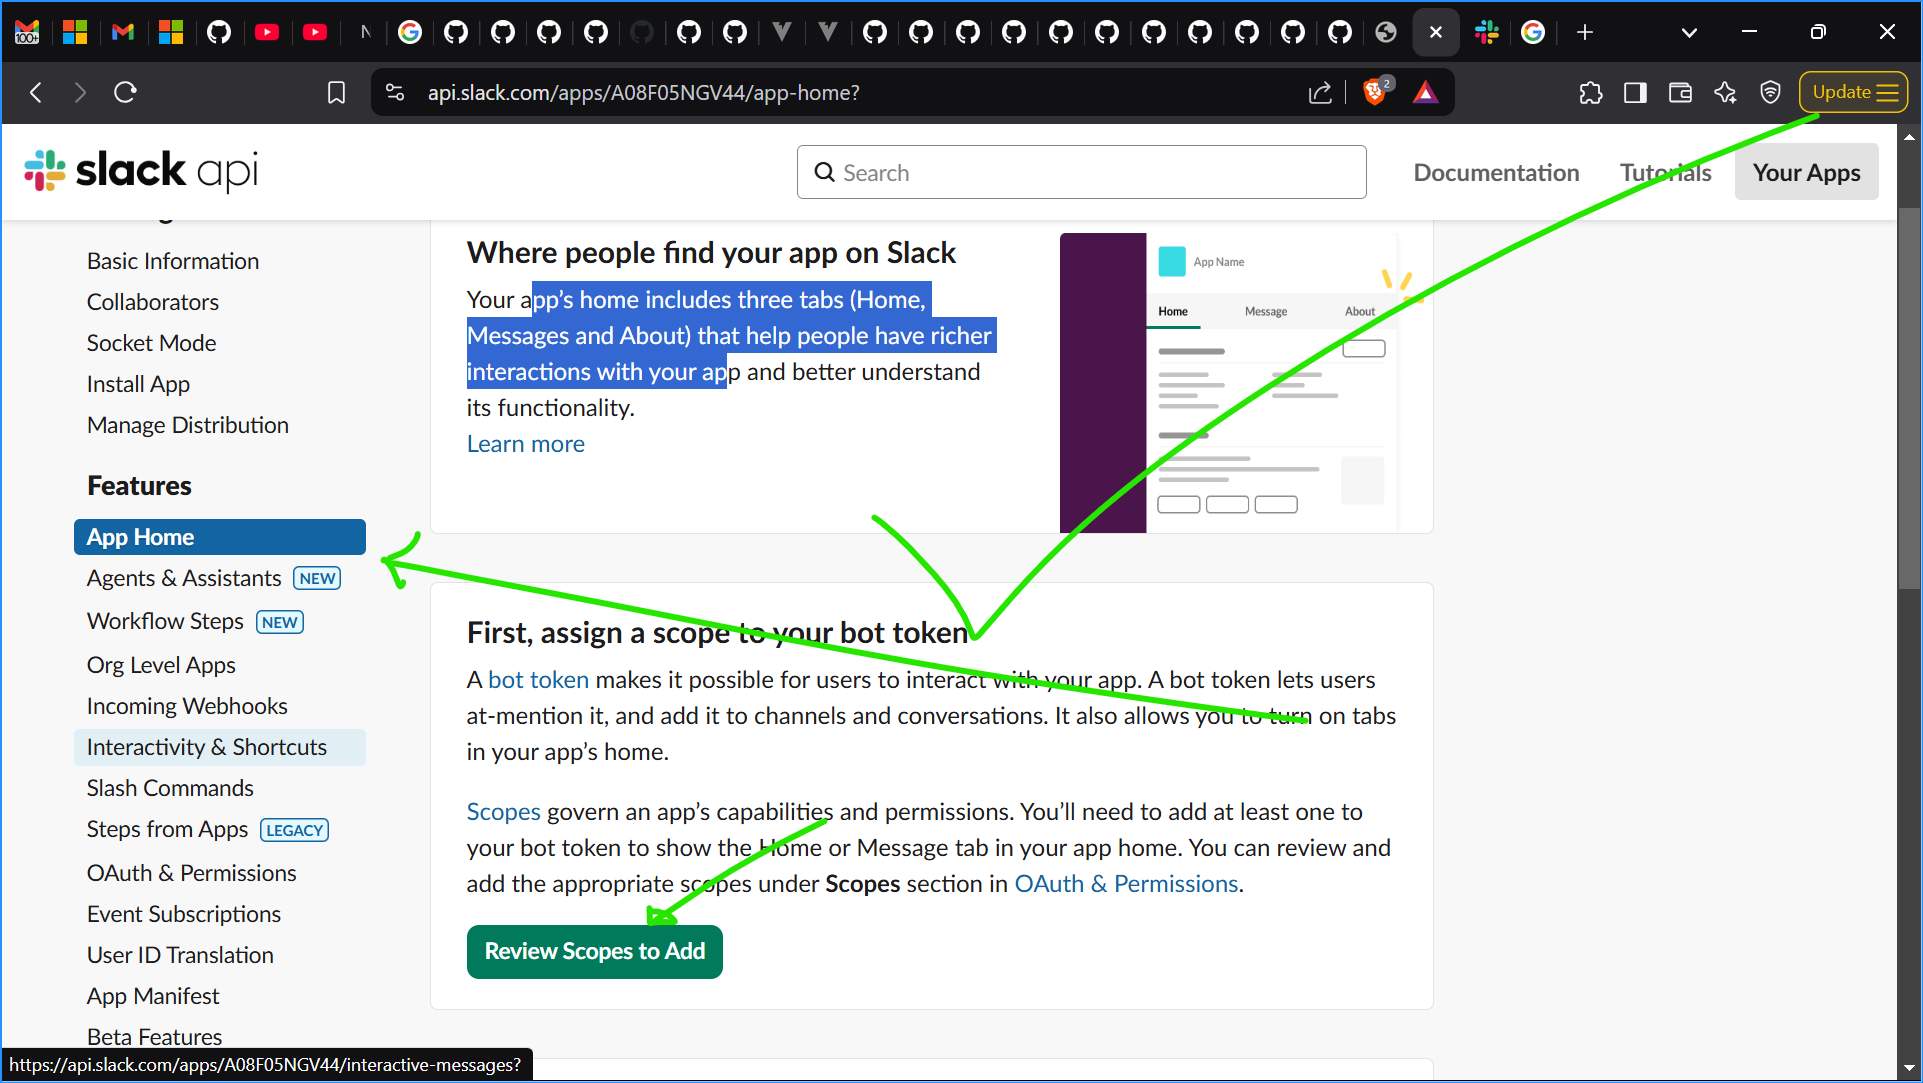 100+
N
api.slack.com/apps/A08F05NGV44/app-home?
2
Update
slack api
Search
Documentation
Tutorials
Your Apps
Basic Information
Collaborators
Socket Mode
Install App
Manage Distribution
Features
App Home
Agents & Assistants NEW
Workflow Steps NEW
Org Level Apps
Incoming Webhooks
Interactivity & Shortcuts
Slash Commands
Steps from Apps LEGACY
OAuth & Permissions
Event Subscriptions
User ID Translation
App Manifest
Beta Features
Where people find your app on Slack
Your app's home includes three tabs (Home,
Messages and About) that help people have richer
interactions with your app and better understand
its functionality.
Learn more
App Name
Home
Message
About
First, assign a scope to your bot token
A bot token makes it possible for users to interact with your app. A bot token lets users
at-mention it, and add it to channels and conversations. It also allows you to turn on tabs
in your app's home.
Scopes govern an app's capabilities and permissions. You'll need to add at least one to
your bot token to show the Home or Message tab in your app home. You can review and
add the appropriate scopes under Scopes section in OAuth & Permissions.
Review Scopes to Add
https://api.slack.com/apps/A08F05NGV44/interactive-messages?